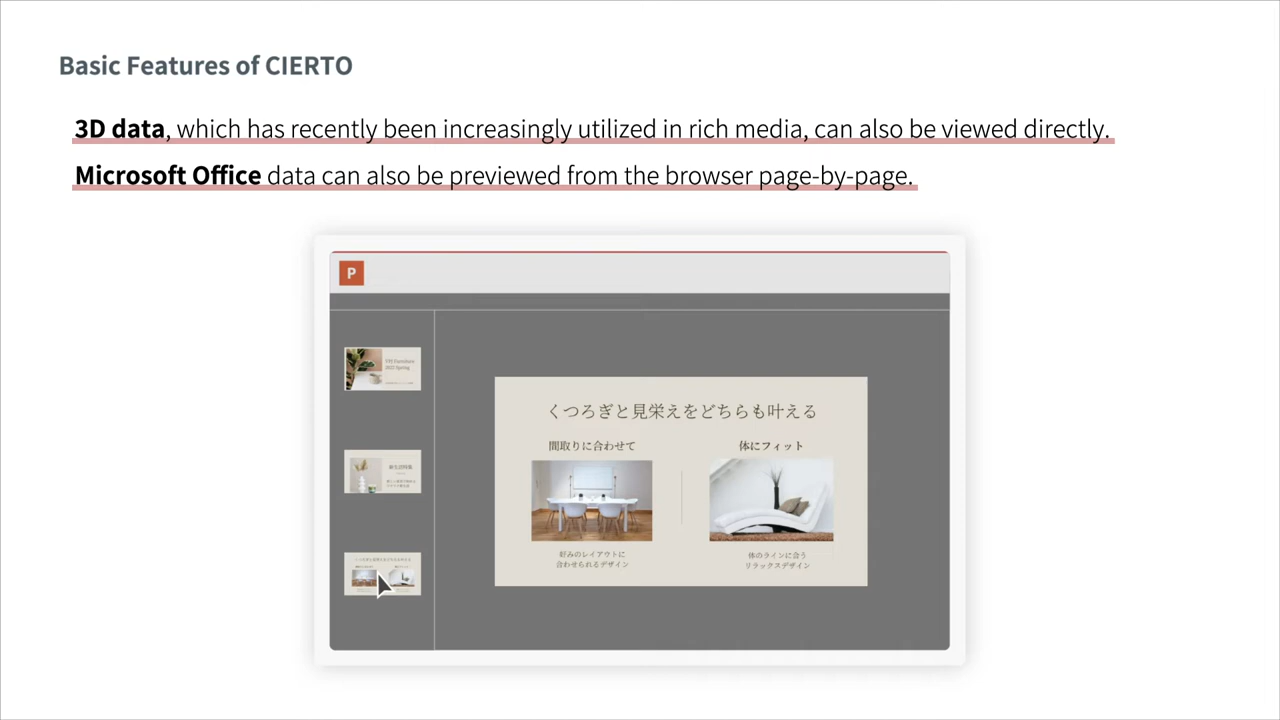 Basic Features of CIERTO
3D data, which has recently been increasingly utilized in rich media, can also be viewed directly.
Microsoft Office data can also be previewed from the browser page-by-page.
P
くつろぎと見栄えをどちらも叶える
間取りに合わせて
体にフィット
好みのレイアウトに
合わせられるデザイン
体のラインに合う
リラックスデザイン